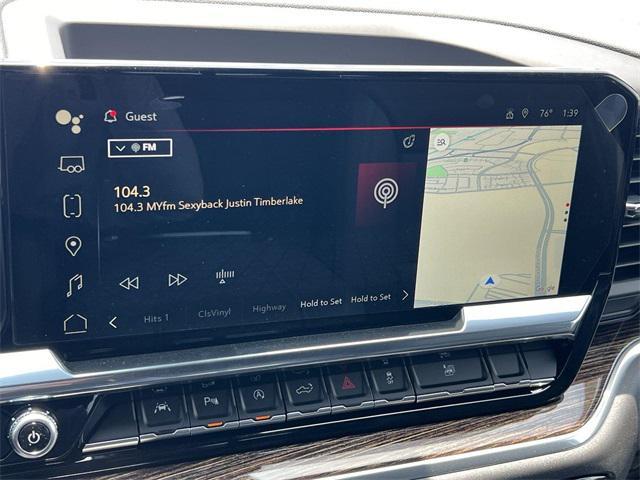 Guest
76° 1:39
FM
104.3
104.3 MYfm Sexyback Justin Timberlake
Hits 1 ClsVinyl Highway Hold to Set Hold to Set
Google
P
A